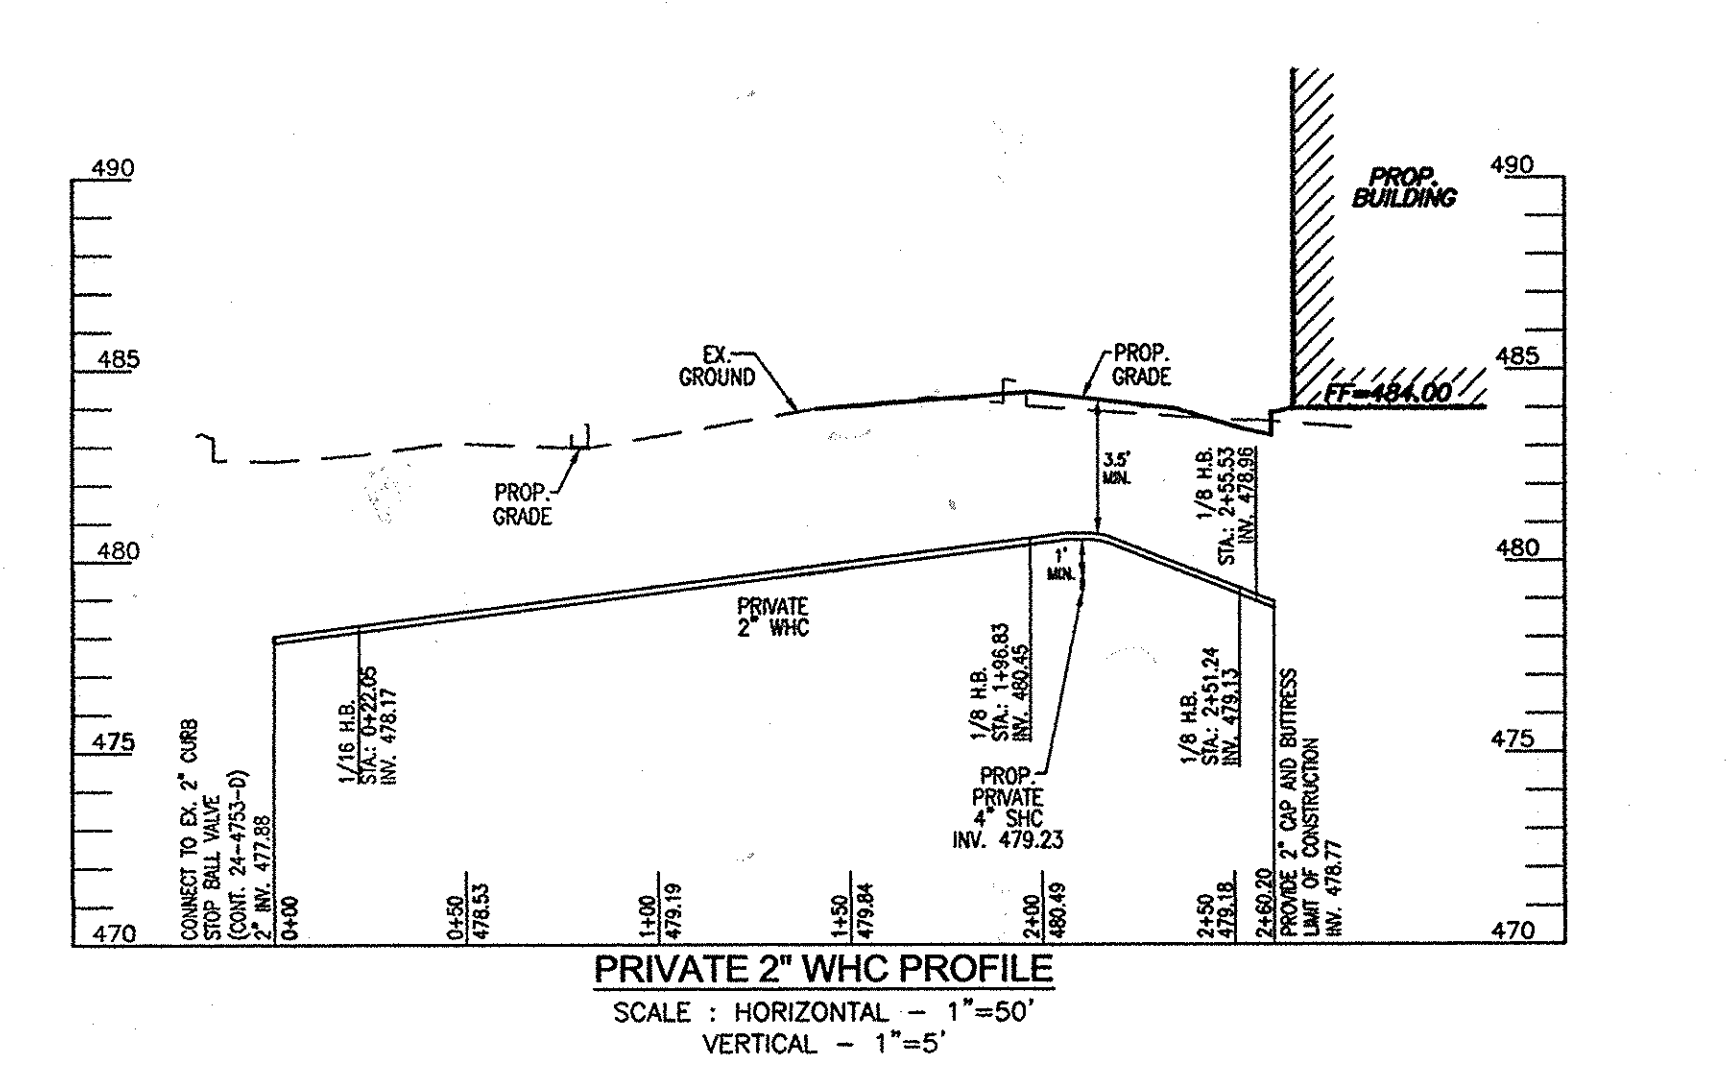 490
490
PROP.
BUILDING
485
485
EX.
GROUND
PROP.
GRADE
FF=484.00
PROP.
GRADE
3.5'
MIN.
1/8 H.B.
STA.: 2+55.53
INV. 478.96
480
480
1'
MIN.
PRIVATE
2" WHC
1/16 H.B.
STA.: 0+22.05
INV. 478.17
1/8 H.B.
STA.: 1+96.83
INV. 480.45
1/8 H.B.
STA.: 2+51.24
INV. 479.13
475
475
PROP.
PRIVATE
4" SHC
INV. 479.23
CONNECT TO EX. 2" CURB
STOP BALL VALVE
(CONT. 24-4753-D)
2" INV. 477.88
PROVIDE 2" CAP AND BUTTRESS
LIMIT OF CONSTRUCTION
INV. 478.77
470
0+00
0+50
478.53
1+00
479.19
1+50
479.84
2+00
480.49
2+50
479.18
2+60.20
470
PRIVATE 2" WHC PROFILE
SCALE : HORIZONTAL - 1"=50'
VERTICAL - 1"=5'